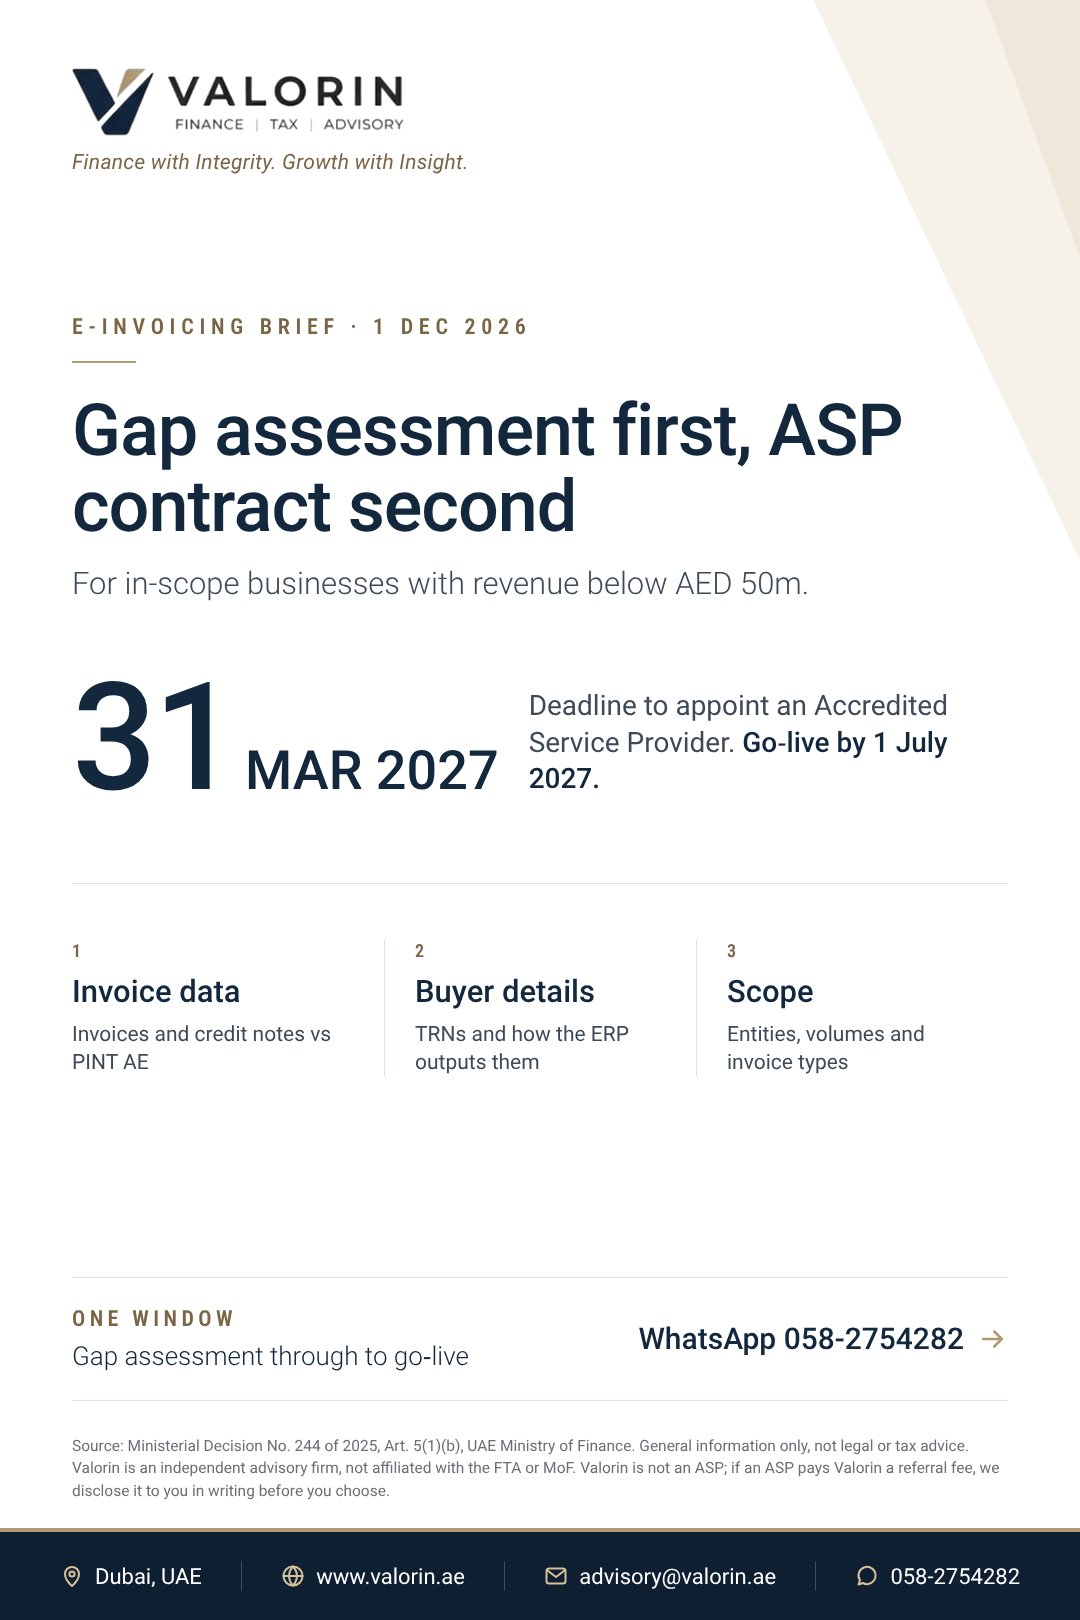 VALORIN
FINANCE | TAX | ADVISORY
Finance with Integrity. Growth with Insight.
E-INVOICING BRIEF · 1 DEC 2026
Gap assessment first, ASP
contract second
For in-scope businesses with revenue below AED 50m.
31 MAR 2027
Deadline to appoint an Accredited
Service Provider. Go-live by 1 July
2027.
1
Invoice data
Invoices and credit notes vs
PINT AE
2
Buyer details
TRNs and how the ERP
outputs them
3
Scope
Entities, volumes and
invoice types
ONE WINDOW
Gap assessment through to go-live
WhatsApp 058-2754282 →
Source: Ministerial Decision No. 244 of 2025, Art. 5(1)(b), UAE Ministry of Finance. General information only, not legal or tax advice.
Valorin is an independent advisory firm, not affiliated with the FTA or MoF. Valorin is not an ASP; if an ASP pays Valorin a referral fee, we
disclose it to you in writing before you choose.
Dubai, UAE
www.valorin.ae
advisory@valorin.ae
058-2754282